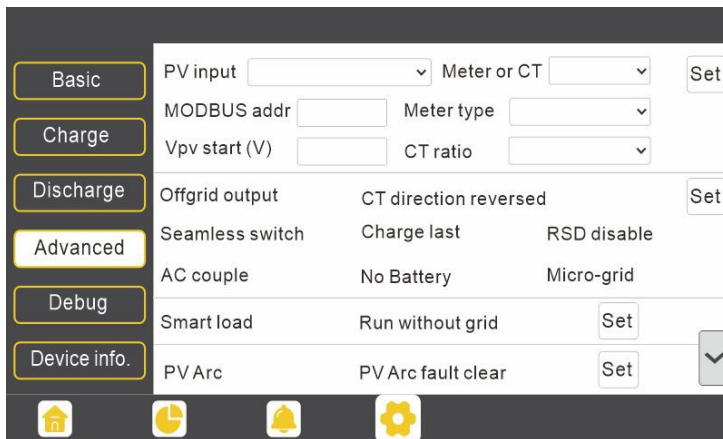 Basic
Charge
Discharge
Advanced
Debug
Device info.
PV input Meter or CT Set
MODBUS addr Meter type
Vpv start (V) CT ratio
Offgrid output CT direction reversed Set
Seamless switch Charge last RSD disable
AC couple No Battery Micro-grid
Smart load Run without grid Set
PV Arc PV Arc fault clear Set